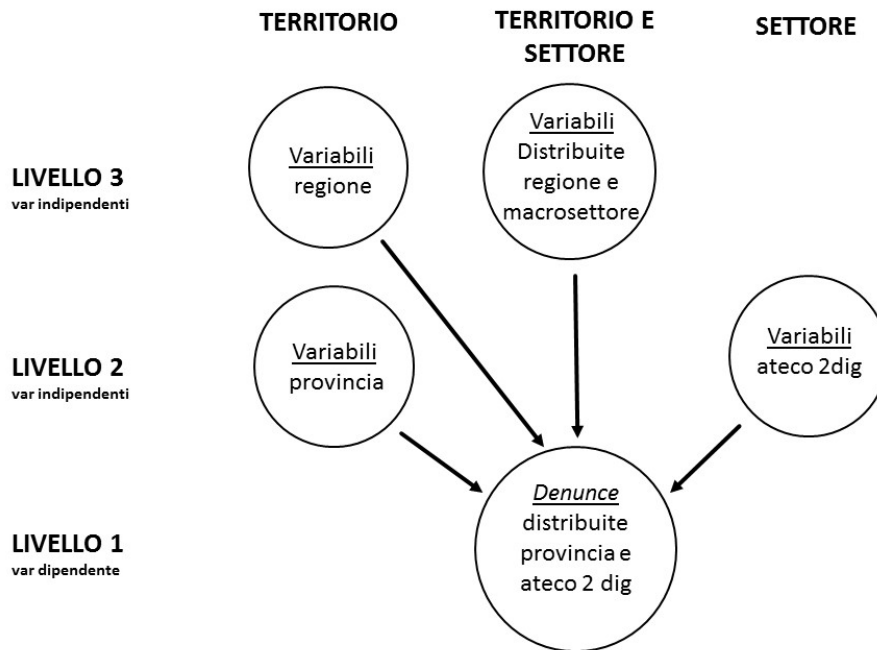 TERRITORIO
TERRITORIO E
SETTORE
SETTORE
LIVELLO 3
var indipendenti
Variabili
regione
Variabili
Distribuite
regione e
macrosettore
LIVELLO 2
var indipendenti
Variabili
provincia
Variabili
ateco 2dig
LIVELLO 1
var dipendente
Denunce
distribuite
provincia e
ateco 2 dig